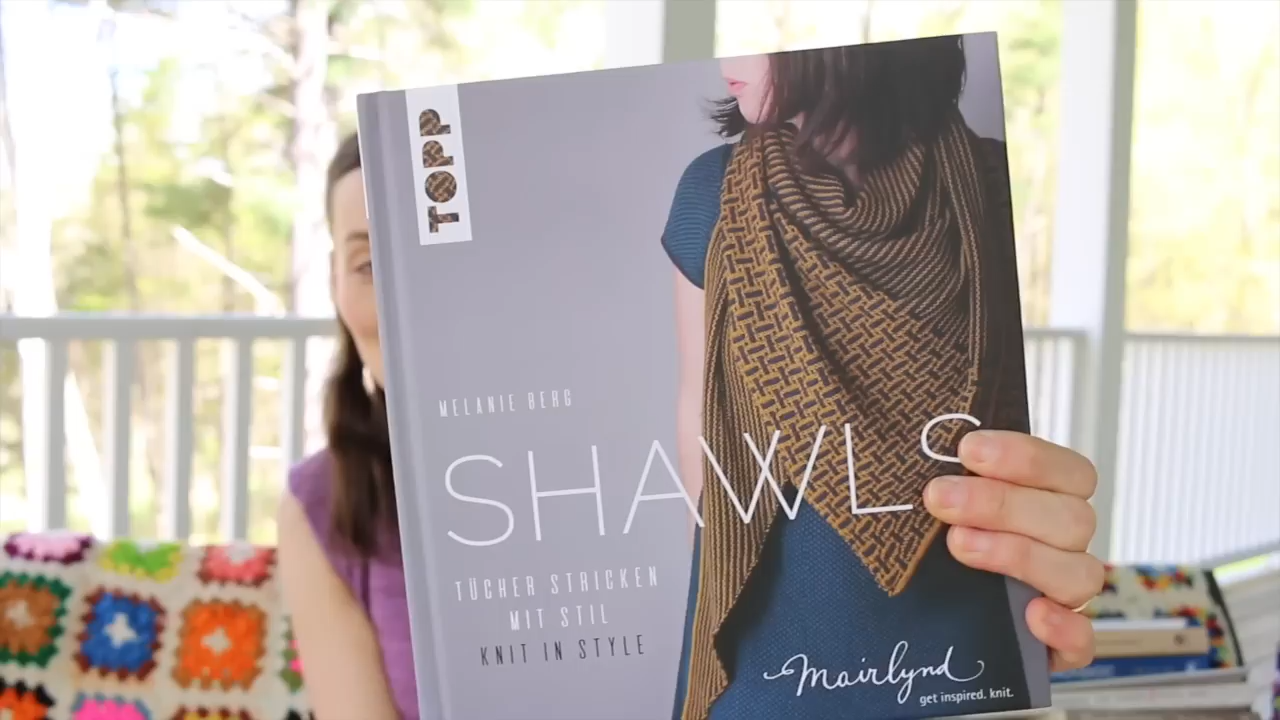 TOPP
MELANIE BERG
SHAWLS
TÜCHER STRICKEN
MIT STIL
KNIT IN STYLE
Mairlynd
get inspired. knit.